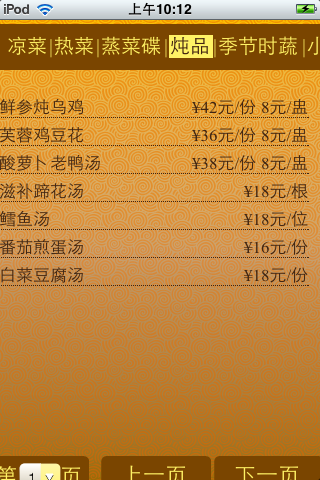 iPod 上午10:12
凉菜|热菜|蒸菜碟|炖品|季节时蔬|小
鲜参炖乌鸡 ¥42元/份 8元/盅
芙蓉鸡豆花 ¥36元/份 8元/盅
酸萝卜老鸭汤 ¥38元/份 8元/盅
滋补蹄花汤 ¥18元/根
鳕鱼汤 ¥18元/位
番茄煎蛋汤 ¥16元/份
白菜豆腐汤 ¥18元/份
第 1 页 上一页 下一页